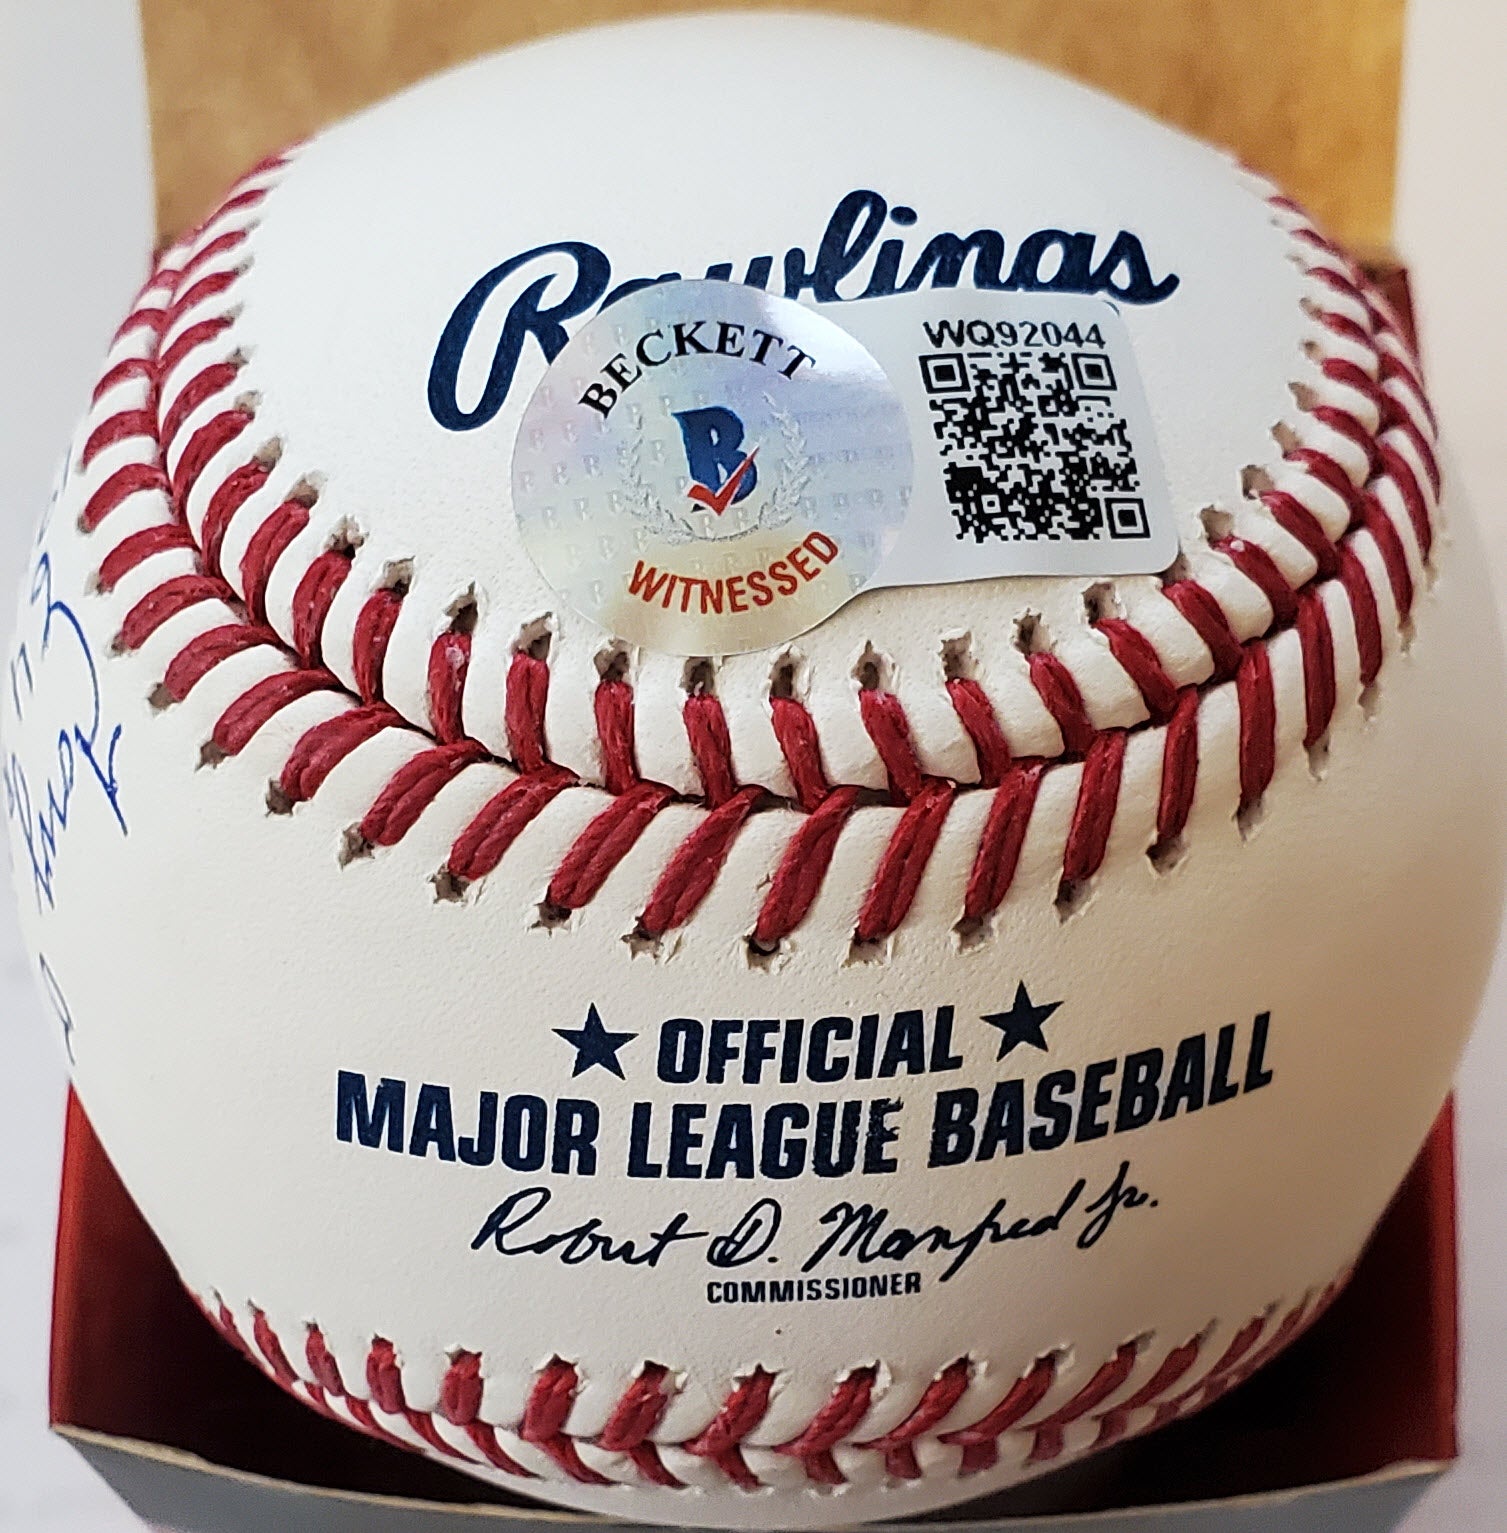 Rawlings
BECKETT
B
WITNESSED
WQ92044
★ OFFICIAL ★
MAJOR LEAGUE BASEBALL
Robert D. Manfred Jr.
COMMISSIONER